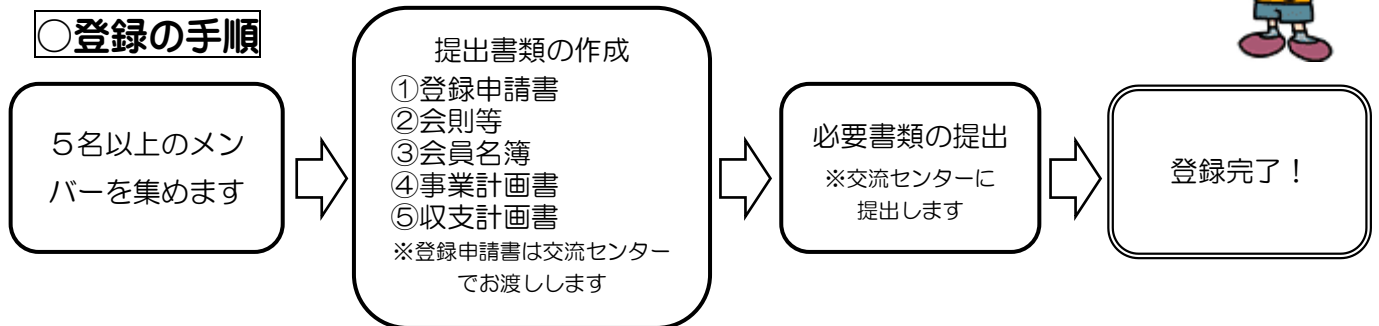 ○登録の手順
５名以上のメン
バーを集めます
提出書類の作成
①登録申請書
②会則等
③会員名簿
④事業計画書
⑤収支計画書
※登録申請書は交流センター
でお渡しします
必要書類の提出
※交流センターに
提出します
登録完了！